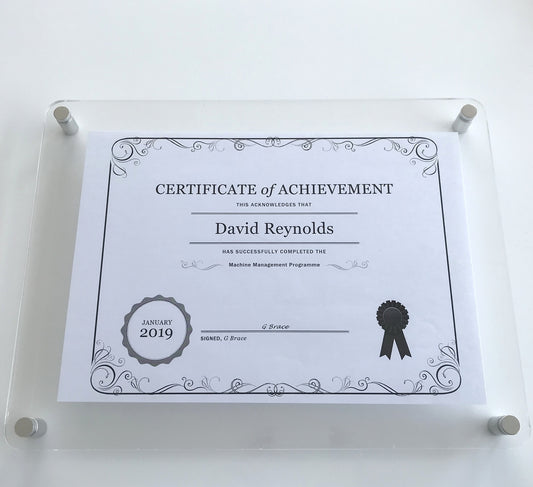 CERTIFICATE of ACHIEVEMENT
THIS ACKNOWLEDGES THAT
David Reynolds
HAS SUCCESSFULLY COMPLETED THE
Machine Management Programme
JANUARY
2019
G Brace
SIGNED, G Brace